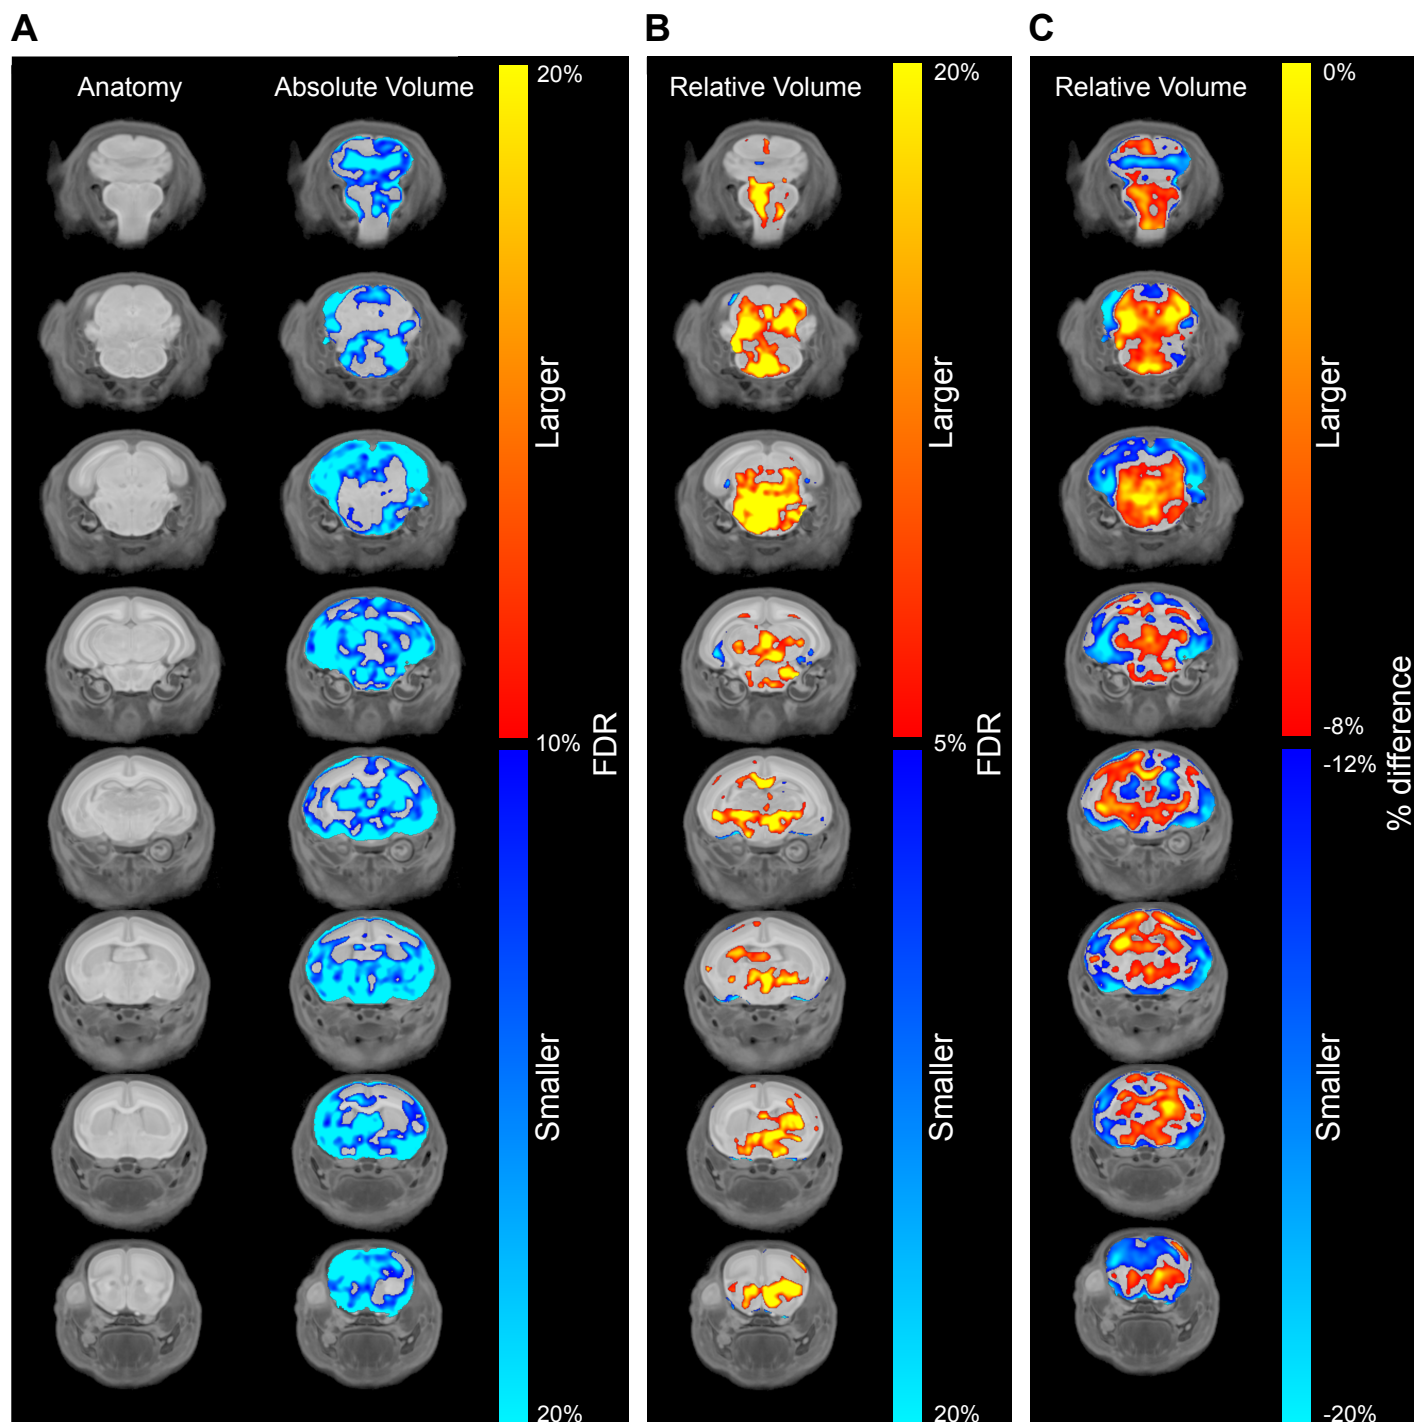 A
B
C
Anatomy
Absolute Volume
20%
Larger
10%
FDR
Smaller
20%
Relative Volume
20%
Larger
5%
FDR
Smaller
20%
Relative Volume
0%
Larger
-8%
-12%
% difference
Smaller
-20%